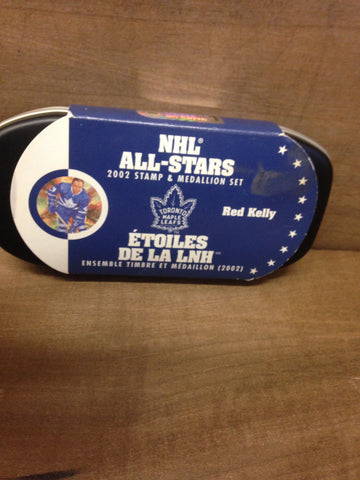 NHL®
ALL-STARS
2002 STAMP & MEDALLION SET
TORONTO
MAPLE
LEAFS
Red Kelly
ÉTOILES
DE LA LNH™
ENSEMBLE TIMBRE ET MÉDAILLON (2002)